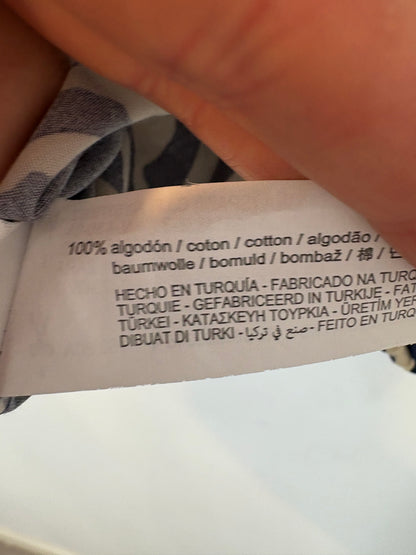 100% algodón / coton / cotton / algodão /
baumwolle / bomuld / bombaž / 棉 /
HECHO EN TURQUÍA - FABRICADO NA
TURQUIE - GEFABRICEERD IN TURKIJE -
TÜRKEI - ΚΑΤΑΣΚΕΥΗ ΤΟΥΡΚΙΑ - ÜRETİM
DIBUAT DI TURKI - صنع في تركيا - FEITO EN